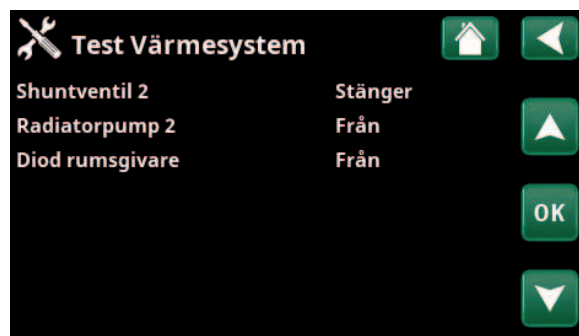 Test Värmesystem
Shuntventil 2 Stänger
Radiatorpump 2 Från
Diod rumsgivare Från
OK